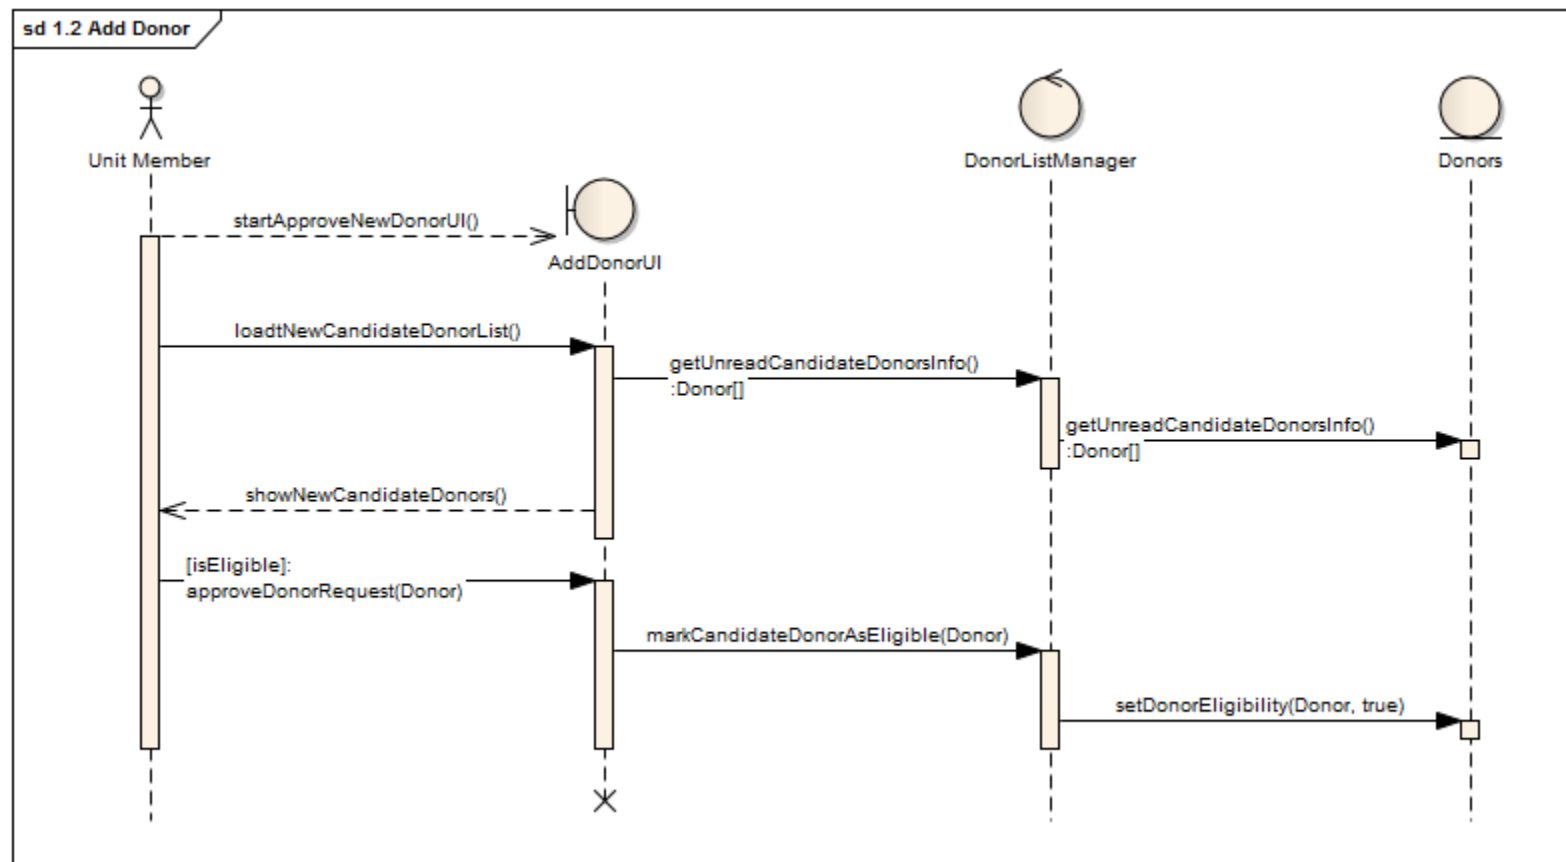 sd 1.2 Add Donor
Unit Member
DonorListManager
Donors
startApproveNewDonorUI()
AddDonorUI
loadtNewCandidateDonorList()
getUnreadCandidateDonorsInfo()
:Donor[]
getUnreadCandidateDonorsInfo()
:Donor[]
showNewCandidateDonors()
[isEligible]:
approveDonorRequest(Donor)
markCandidateDonorAsEligible(Donor)
setDonorEligibility(Donor, true)